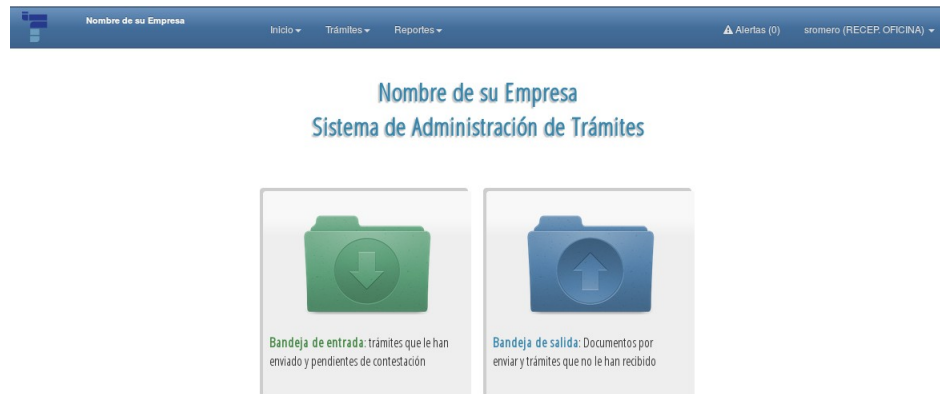 Nombre de su Empresa
Inicio Trámites Reportes Alertas (0) sromero (RECEP. OFICINA)
Nombre de su Empresa
Sistema de Administración de Trámites
Bandeja de entrada: trámites que le han
enviado y pendientes de contestación
Bandeja de salida: Documentos por
enviar y trámites que no le han recibido